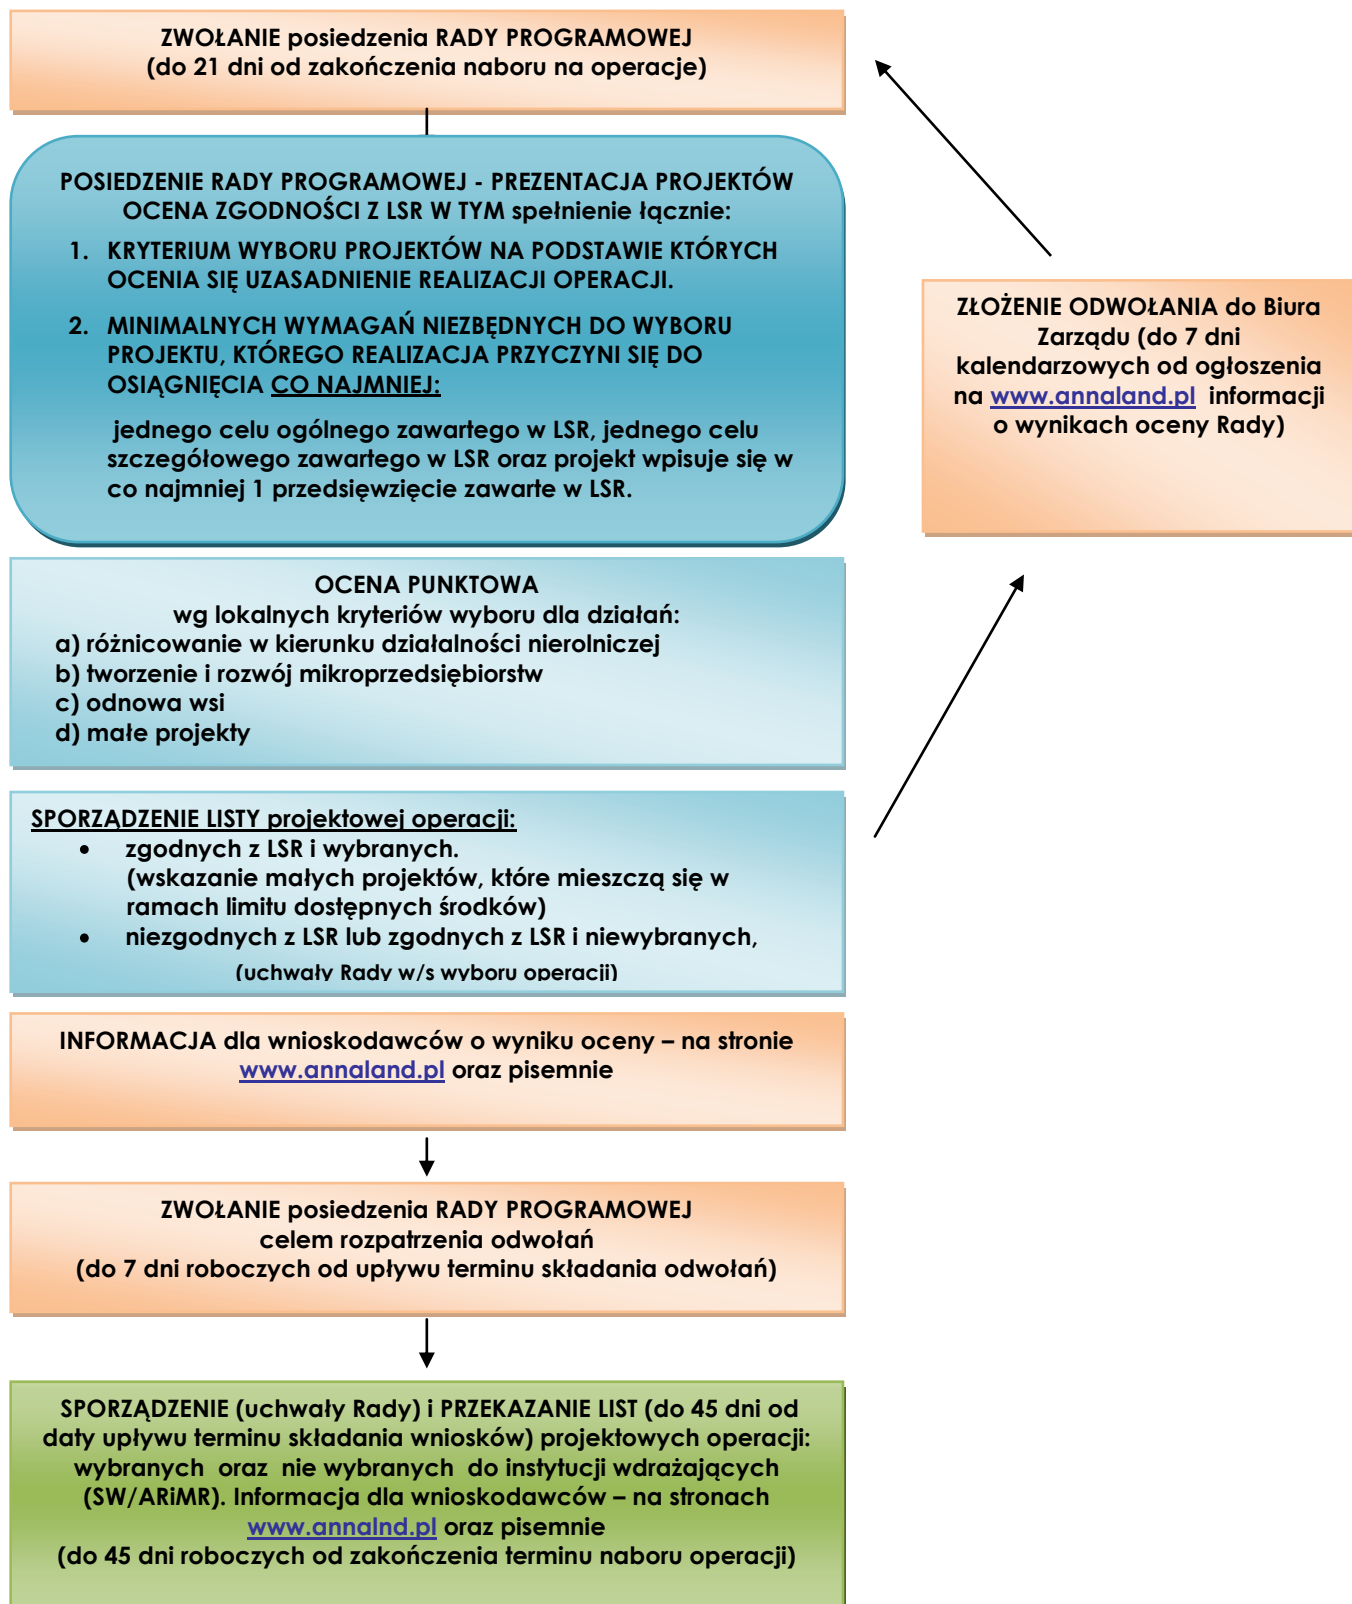 ZWOŁANIE posiedzenia RADY PROGRAMOWEJ
(do 21 dni od zakończenia naboru na operacje)
POSIEDZENIE RADY PROGRAMOWEJ - PREZENTACJA PROJEKTÓW
OCENA ZGODNOŚCI Z LSR W TYM spełnienie łącznie:
1. KRYTERIUM WYBORU PROJEKTÓW NA PODSTAWIE KTÓRYCH
OCENIA SIĘ UZASADNIENIE REALIZACJI OPERACJI.
2. MINIMALNYCH WYMAGAŃ NIEZBĘDNYCH DO WYBORU
PROJEKTU, KTÓREGO REALIZACJA PRZYCZYNI SIĘ DO
OSIĄGNIĘCIA CO NAJMNIEJ:
jednego celu ogólnego zawartego w LSR, jednego celu
szczegółowego zawartego w LSR oraz projekt wpisuje się w
co najmniej 1 przedsięwzięcie zawarte w LSR.
ZŁOŻENIE ODWOŁANIA do Biura
Zarządu (do 7 dni
kalendarzowych od ogłoszenia
na www.annaland.pl informacji
o wynikach oceny Rady)
OCENA PUNKTOWA
wg lokalnych kryteriów wyboru dla działań:
a) różnicowanie w kierunku działalności nierolniczej
b) tworzenie i rozwój mikroprzedsiębiorstw
c) odnowa wsi
d) małe projekty
SPORZĄDZENIE LISTY projektowej operacji:
• zgodnych z LSR i wybranych.
(wskazanie małych projektów, które mieszczą się w
ramach limitu dostępnych środków)
• niezgodnych z LSR lub zgodnych z LSR i niewybranych,
(uchwały Rady w/s wyboru operacji)
INFORMACJA dla wnioskodawców o wyniku oceny – na stronie
www.annaland.pl oraz pisemnie
ZWOŁANIE posiedzenia RADY PROGRAMOWEJ
celem rozpatrzenia odwołań
(do 7 dni roboczych od upływu terminu składania odwołań)
SPORZĄDZENIE (uchwały Rady) i PRZEKAZANIE LIST (do 45 dni od
daty upływu terminu składania wniosków) projektowych operacji:
wybranych oraz nie wybranych do instytucji wdrażających
(SW/ARiMR). Informacja dla wnioskodawców – na stronach
www.annalnd.pl oraz pisemnie
(do 45 dni roboczych od zakończenia terminu naboru operacji)